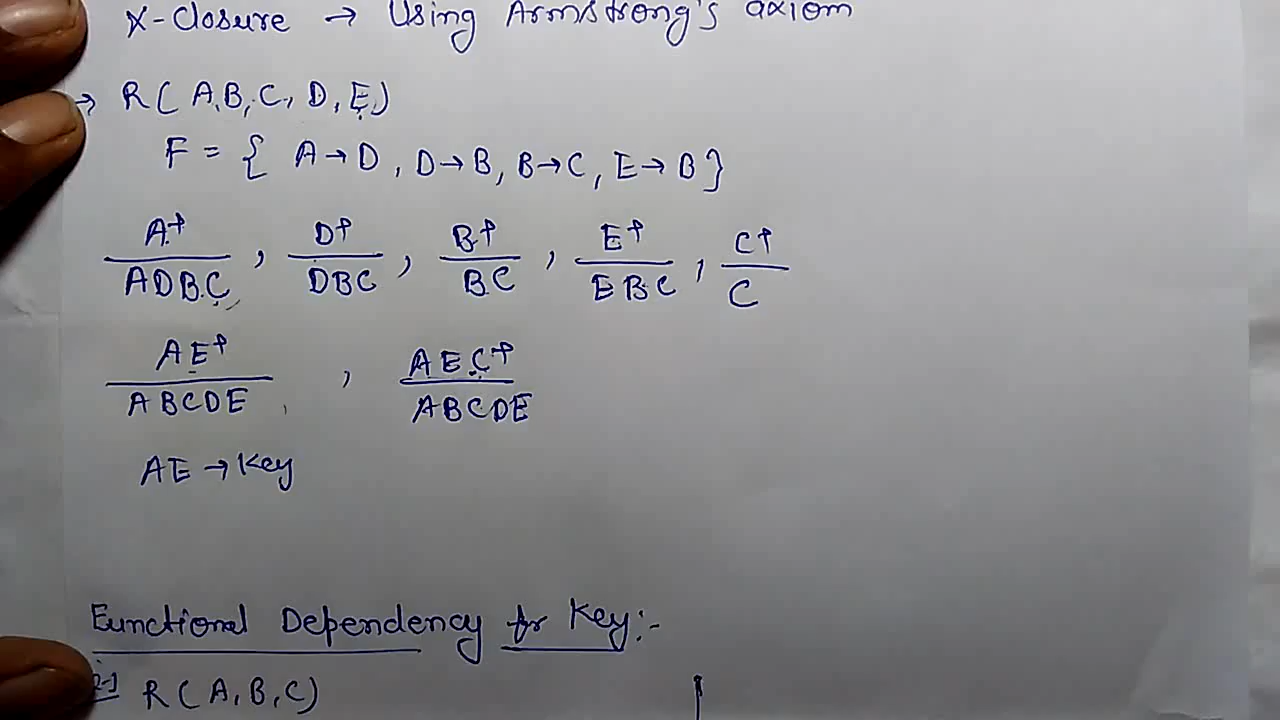 X-Closure → Using Armstrong's axiom
→ R( A, B, C, D, E )
F = { A→D, D→B, B→C, E→B }
A+ , D+ , B+ , E+ , C+
ADBC DBC BC EBC C
AE+ , AEC+
ABCDE ABCDE
AE → Key
Functional Dependency for Key:-
R( A, B, C )